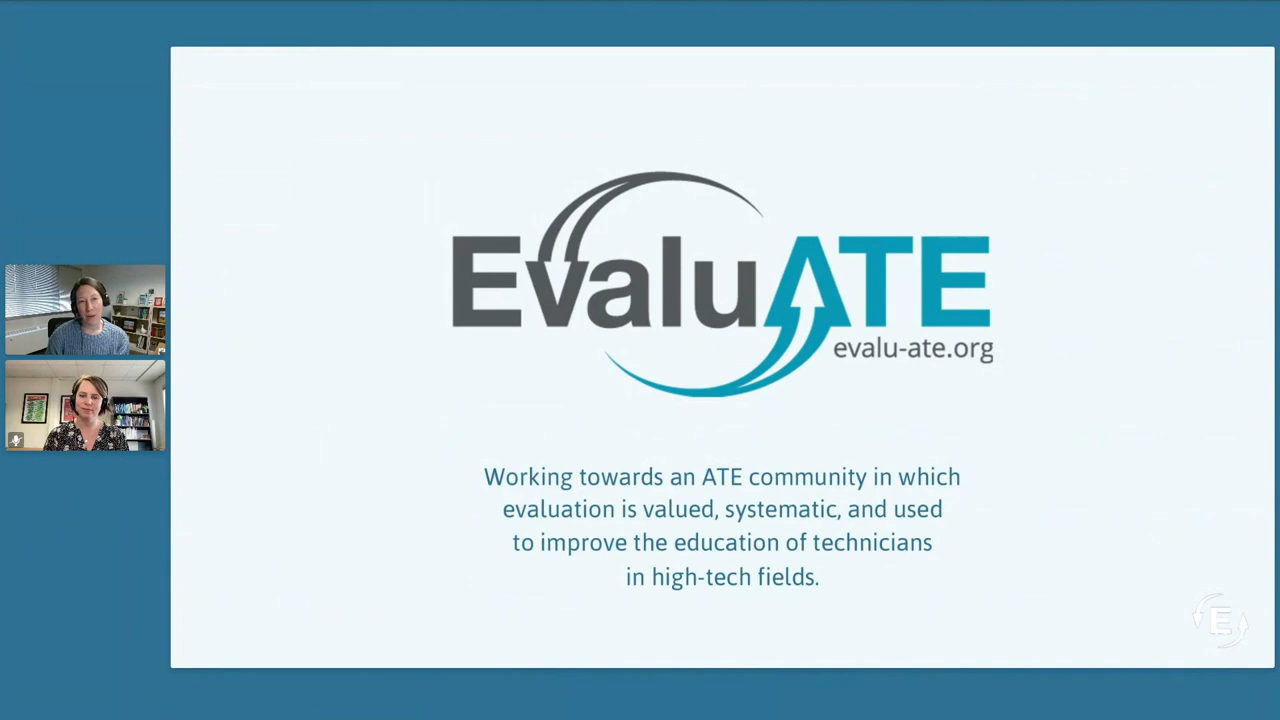 EvaluATE
evalu-ate.org
Working towards an ATE community in which
evaluation is valued, systematic, and used
to improve the education of technicians
in high-tech fields.
E